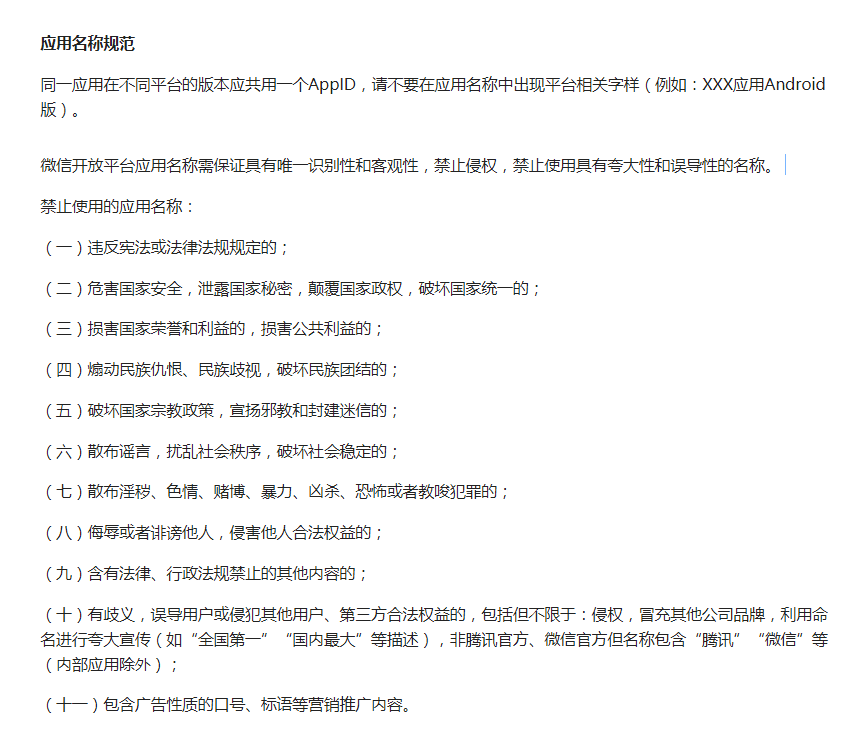 应用名称规范
同一应用在不同平台的版本应共用一个AppID，请不要在应用名称中出现平台相关字样（例如：XXX应用Android
版）。
微信开放平台应用名称需保证具有唯一识别性和客观性，禁止侵权，禁止使用具有夸大性和误导性的名称。
禁止使用的应用名称：
（一）违反宪法或法律法规规定的；
（二）危害国家安全，泄露国家秘密，颠覆国家政权，破坏国家统一的；
（三）损害国家荣誉和利益的，损害公共利益的；
（四）煽动民族仇恨、民族歧视，破坏民族团结的；
（五）破坏国家宗教政策，宣扬邪教和封建迷信的；
（六）散布谣言，扰乱社会秩序，破坏社会稳定的；
（七）散布淫秽、色情、赌博、暴力、凶杀、恐怖或者教唆犯罪的；
（八）侮辱或者诽谤他人，侵害他人合法权益的；
（九）含有法律、行政法规禁止的其他内容的；
（十）有歧义，误导用户或侵犯其他用户、第三方合法权益的，包括但不限于：侵权，冒充其他公司品牌，利用命
名进行夸大宣传（如“全国第一”“国内最大”等描述），非腾讯官方、微信官方但名称包含“腾讯”“微信”等
（内部应用除外）；
（十一）包含广告性质的口号、标语等营销推广内容。